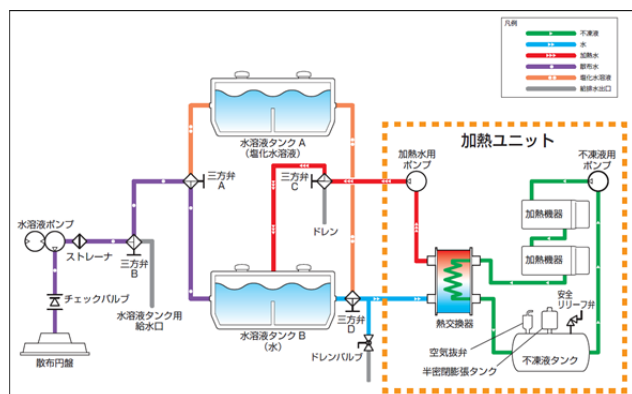 凡例
不凍液
水
加熱水
散布水
塩化水溶液
給排水出口
水溶液タンク A
(塩化水溶液)
加熱ユニット
加熱水用
ポンプ
不凍液用
ポンプ
三方弁
A
三方弁
C
ドレン
加熱機器
加熱機器
水溶液ポンプ
ストレーナ
三方弁
B
チェックバルブ
水溶液タンク用
給水口
散布円盤
水溶液タンク B
(水)
三方弁
D
ドレンバルブ
熱交換器
安全
リリーフ弁
空気抜弁
半密閉膨張タンク
不凍液タンク